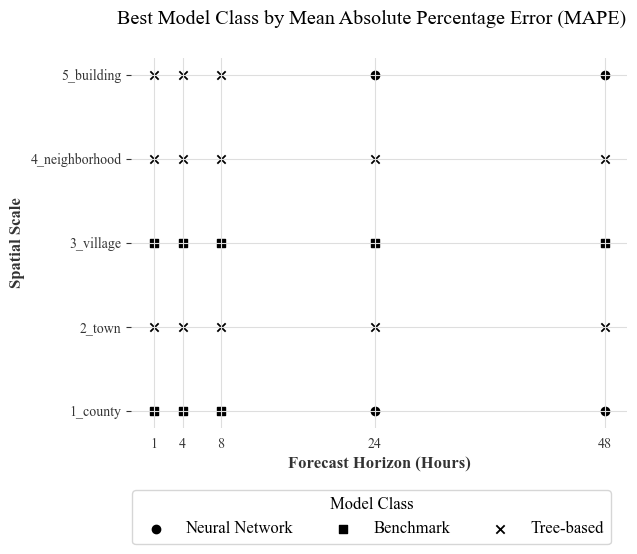 Best Model Class by Mean Absolute Percentage Error (MAPE)
5_building
4_neighborhood
3_village
2_town
1_county
Spatial Scale
1 4 8 24 48
Forecast Horizon (Hours)
Model Class
Neural Network Benchmark Tree-based